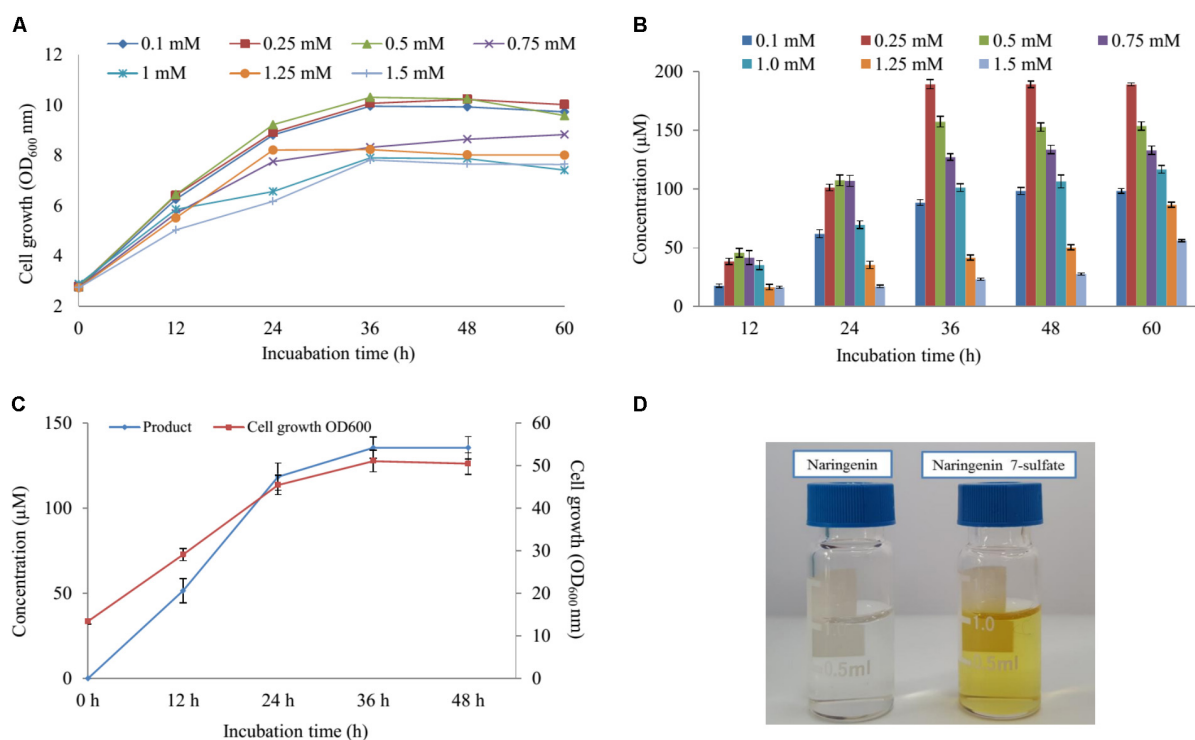 A
0.1 mM 0.25 mM 0.5 mM 0.75 mM
1 mM 1.25 mM 1.5 mM
12
10
8
6
4
2
Cell growth (OD600 nm)
0 12 24 36 48 60
Incuabation time (h)
B
0.1 mM 0.25 mM 0.5 mM 0.75 mM
1.0 mM 1.25 mM 1.5 mM
200
150
100
50
0
Concentration (µM)
12 24 36 48 60
Incubation time (h)
C
Product Cell growth OD600
150
100
50
0
Concentration (µM)
60
50
40
30
20
10
0
Cell growth (OD600 nm)
0 h 12 h 24 h 36 h 48 h
Incubation time (h)
D
Naringenin Naringenin 7-sulfate
1.0
0.5ml
1.0
0.5ml